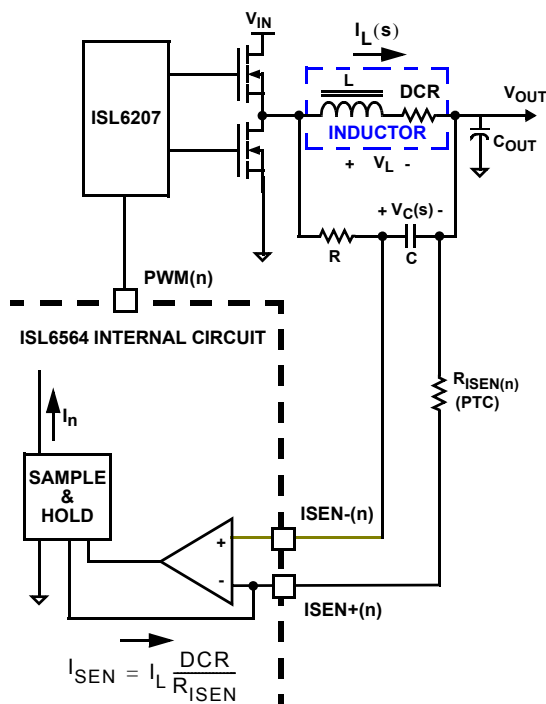 V_IN
I_L(s)
ISL6207
L
DCR
INDUCTOR
V_OUT
C_OUT
+ V_L -
+ V_C(s) -
R
C
PWM(n)
ISL6564 INTERNAL CIRCUIT
R_ISEN(n)
(PTC)
I_n
SAMPLE
&
HOLD
ISEN-(n)
+
-
ISEN+(n)
I_SEN = I_L DCR/R_ISEN